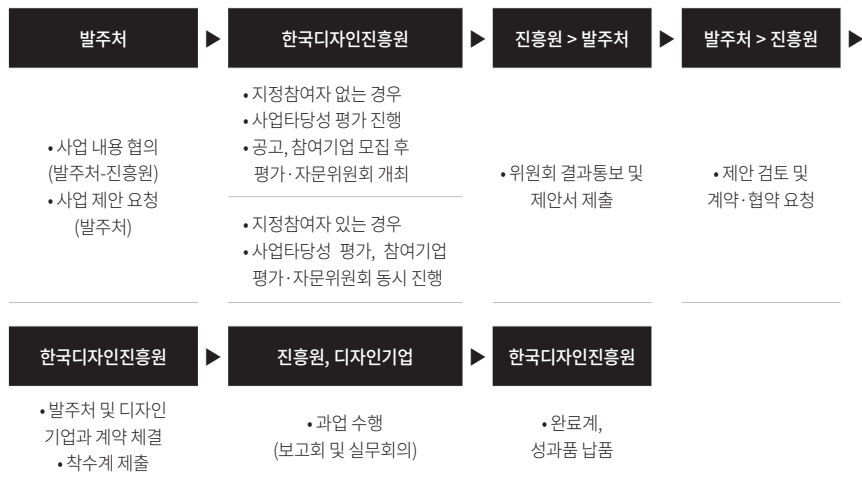 발주처 ▶ 한국디자인진흥원 ▶ 진흥원 > 발주처 ▶ 발주처 > 진흥원 ▶
• 사업 내용 협의
(발주처-진흥원)
• 사업 제안 요청
(발주처)
• 지정참여자 없는 경우
• 사업타당성 평가 진행
• 공고, 참여기업 모집 후
평가·자문위원회 개최
• 지정참여자 있는 경우
• 사업타당성 평가, 참여기업
평가·자문위원회 동시 진행
• 위원회 결과통보 및
제안서 제출
• 제안 검토 및
계약·협약 요청
한국디자인진흥원 ▶ 진흥원, 디자인기업 ▶ 한국디자인진흥원
• 발주처 및 디자인
기업과 계약 체결
• 착수계 제출
• 과업 수행
(보고회 및 실무회의)
• 완료계,
성과품 납품